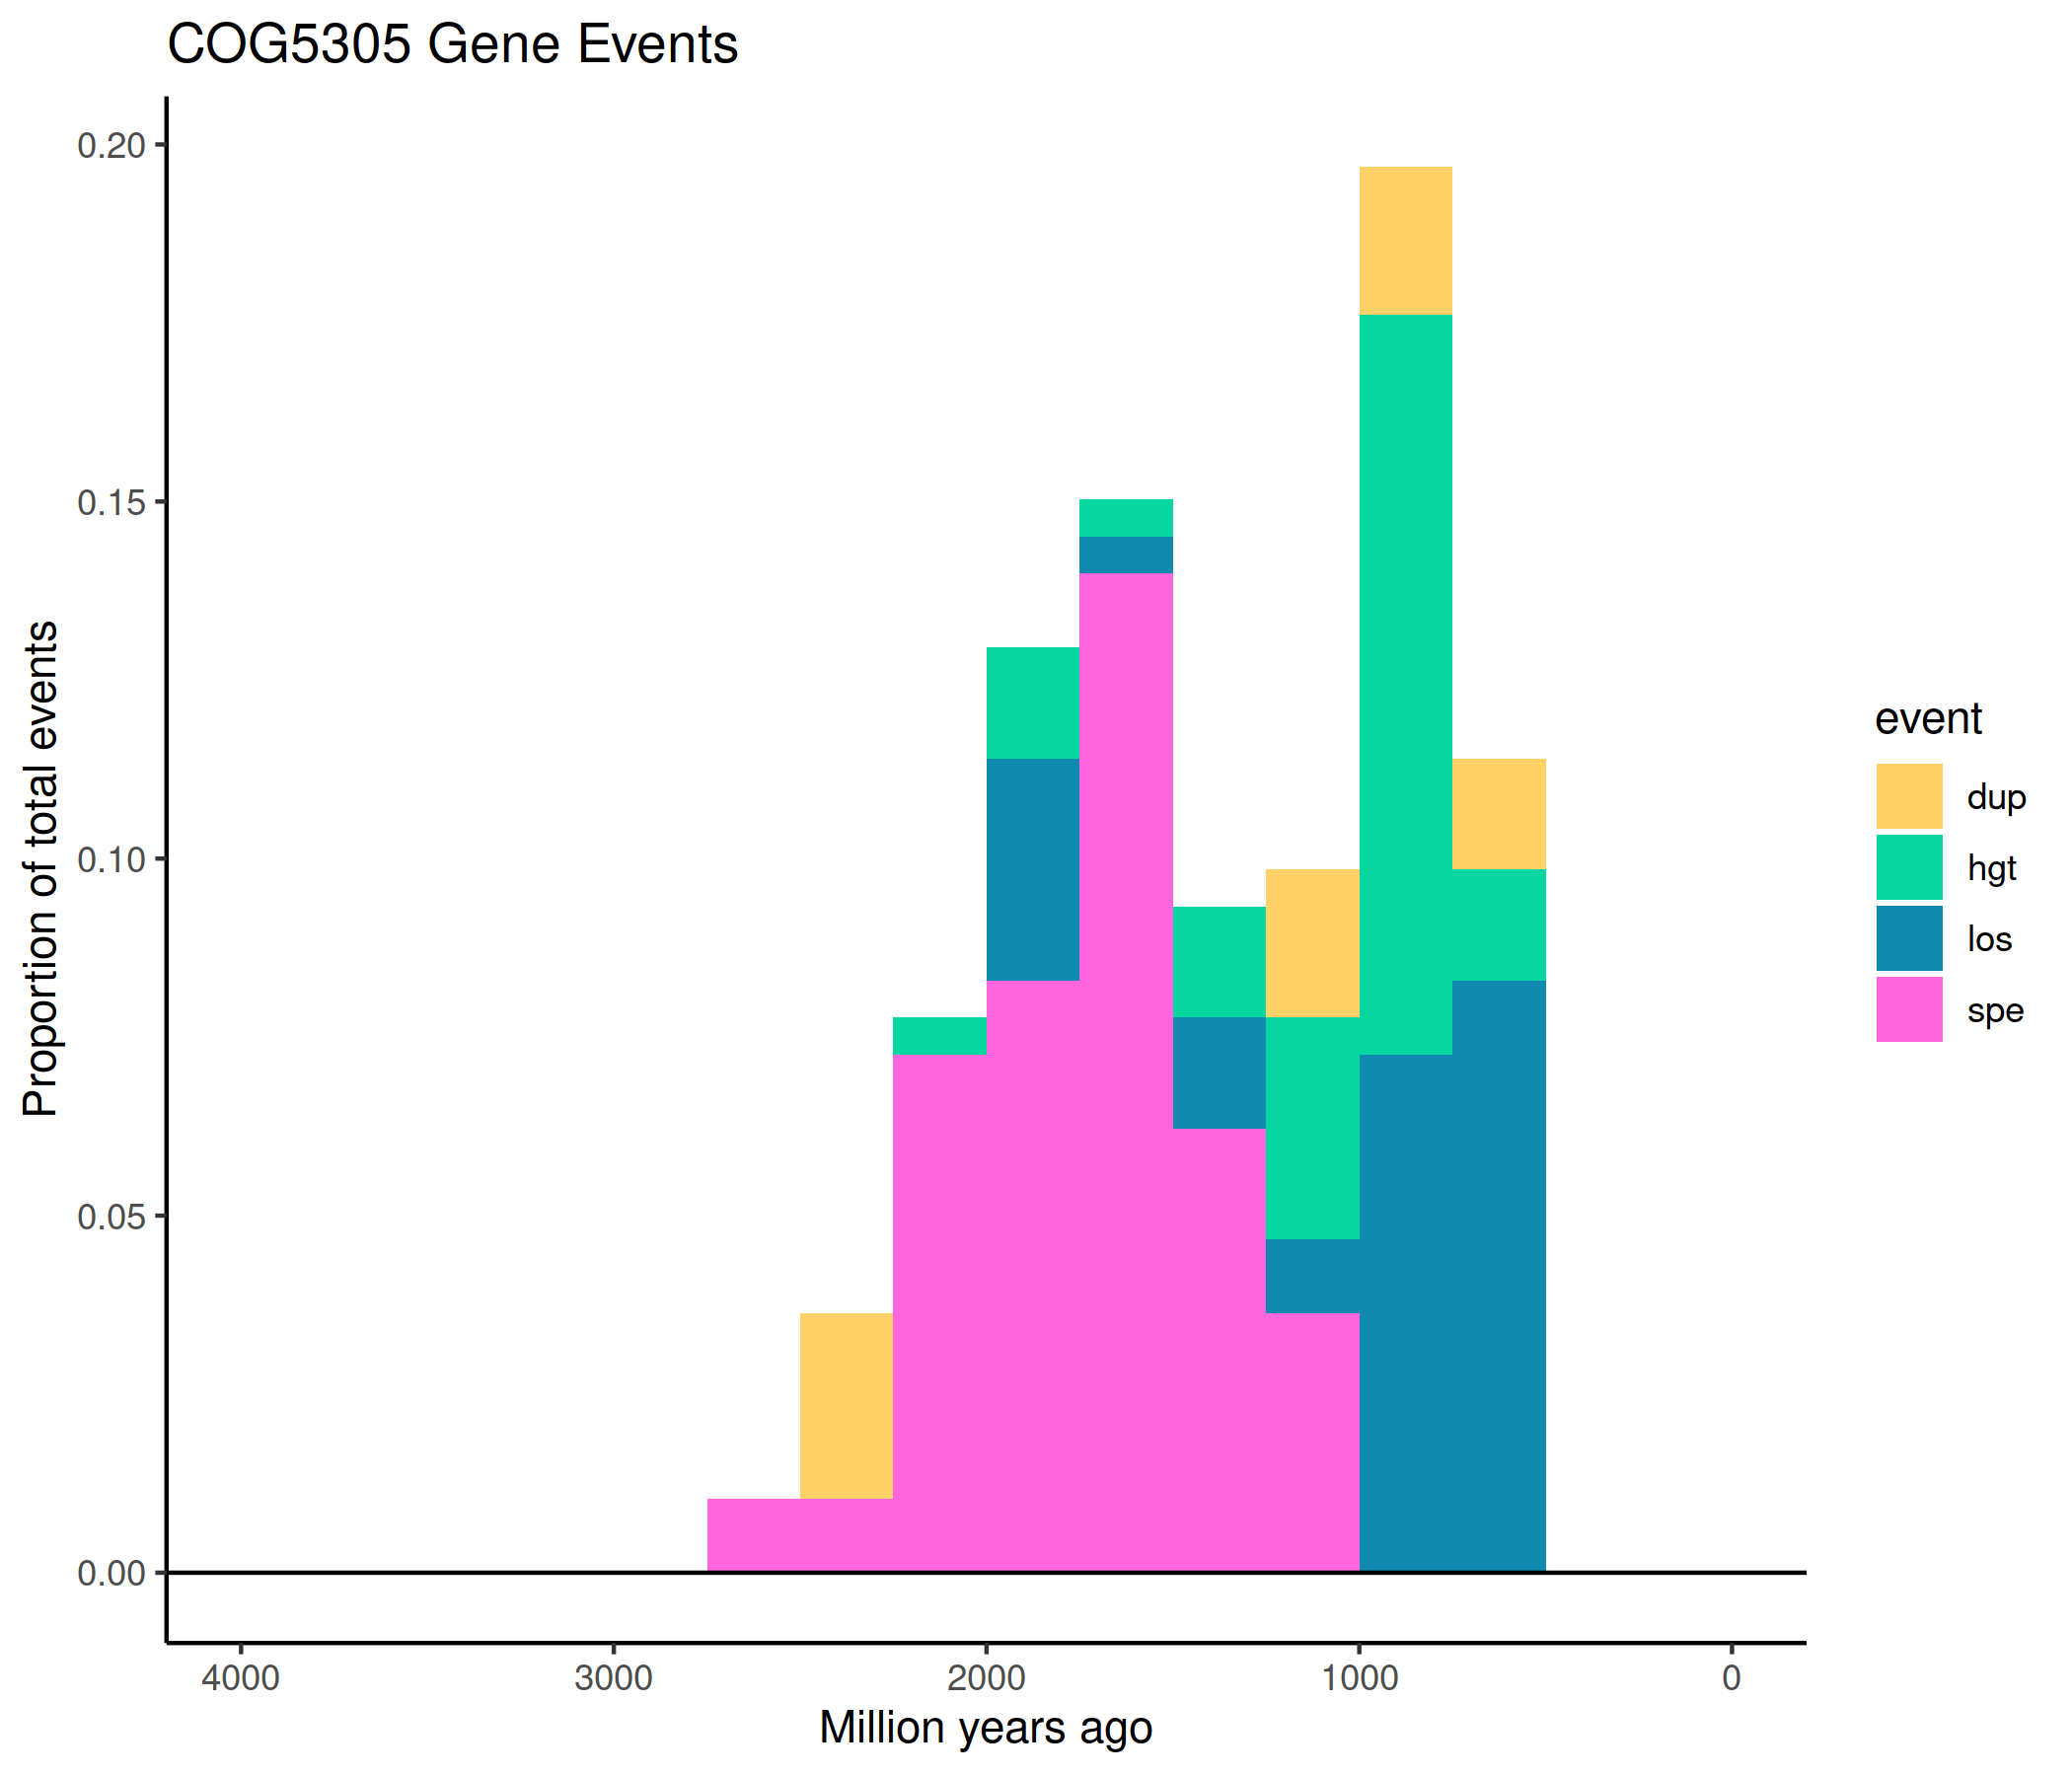 COG5305 Gene Events
Proportion of total events
0.20
0.15
0.10
0.05
0.00
4000 3000 2000 1000 0
Million years ago
event
dup
hgt
los
spe